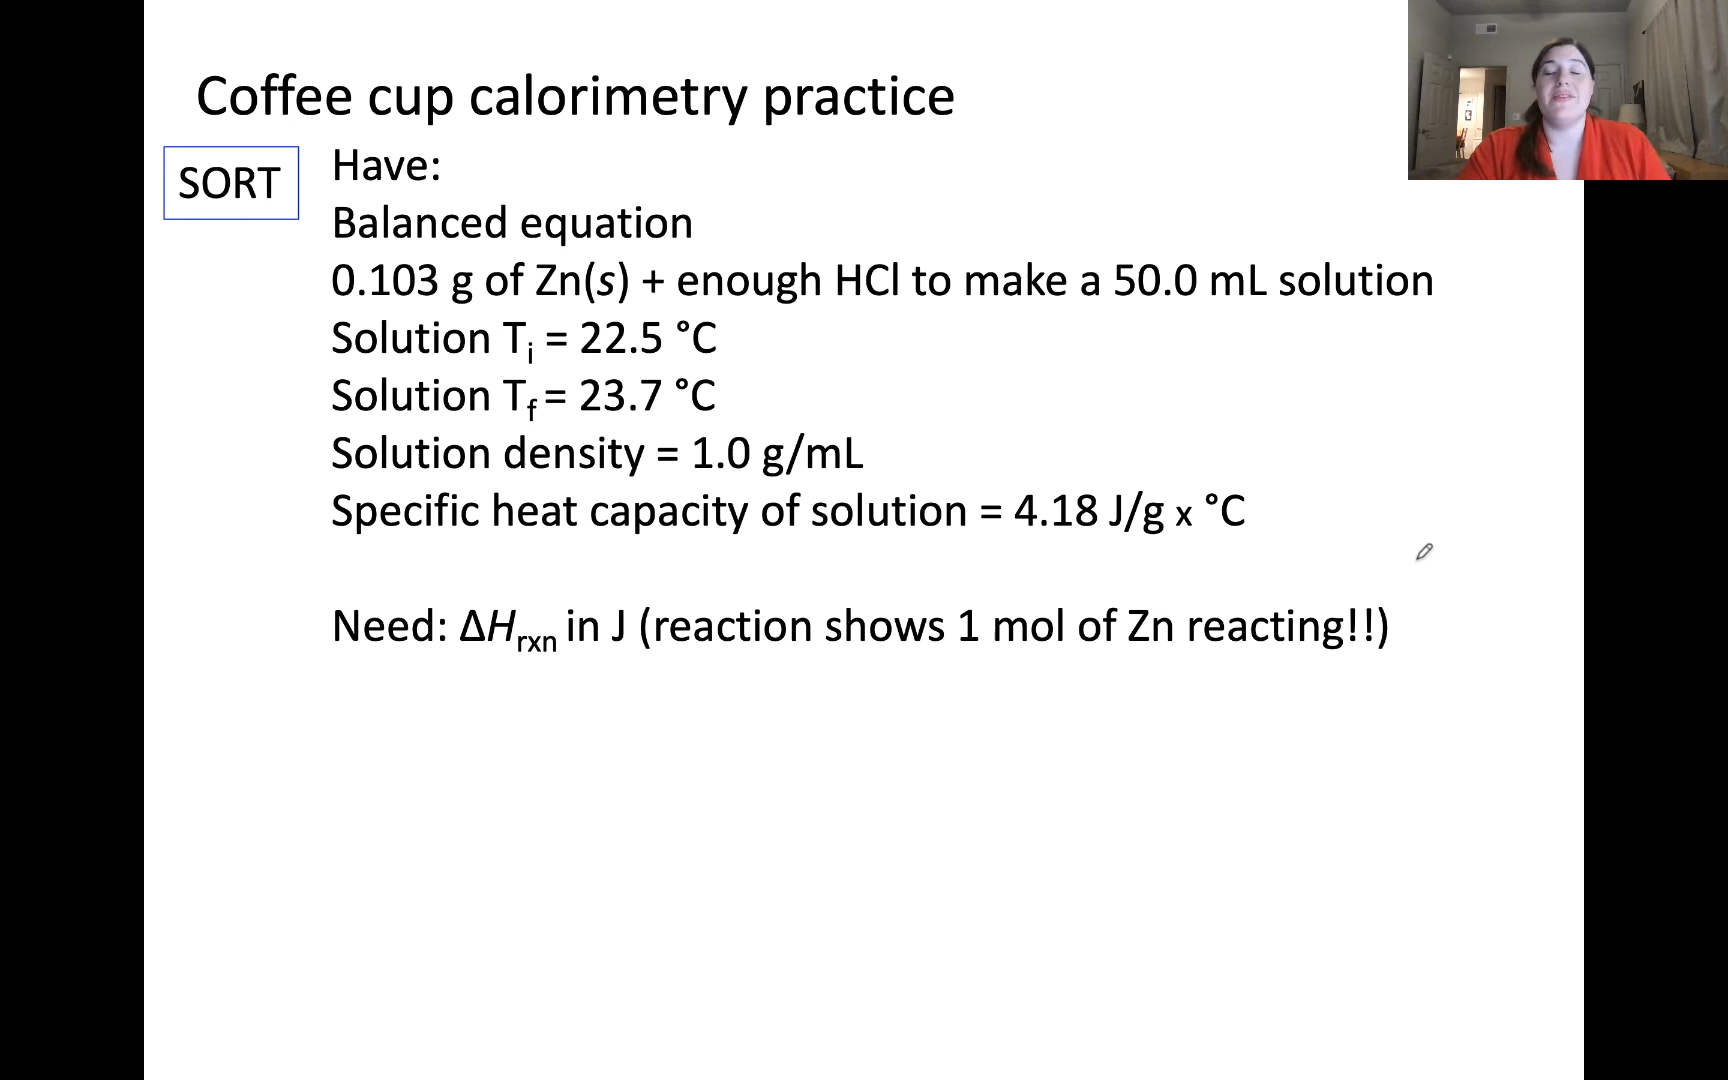 Coffee cup calorimetry practice
SORT
Have:
Balanced equation
0.103 g of Zn(s) + enough HCl to make a 50.0 mL solution
Solution Tᵢ = 22.5 °C
Solution T_f = 23.7 °C
Solution density = 1.0 g/mL
Specific heat capacity of solution = 4.18 J/g x °C
Need: ΔH_rxn in J (reaction shows 1 mol of Zn reacting!!)